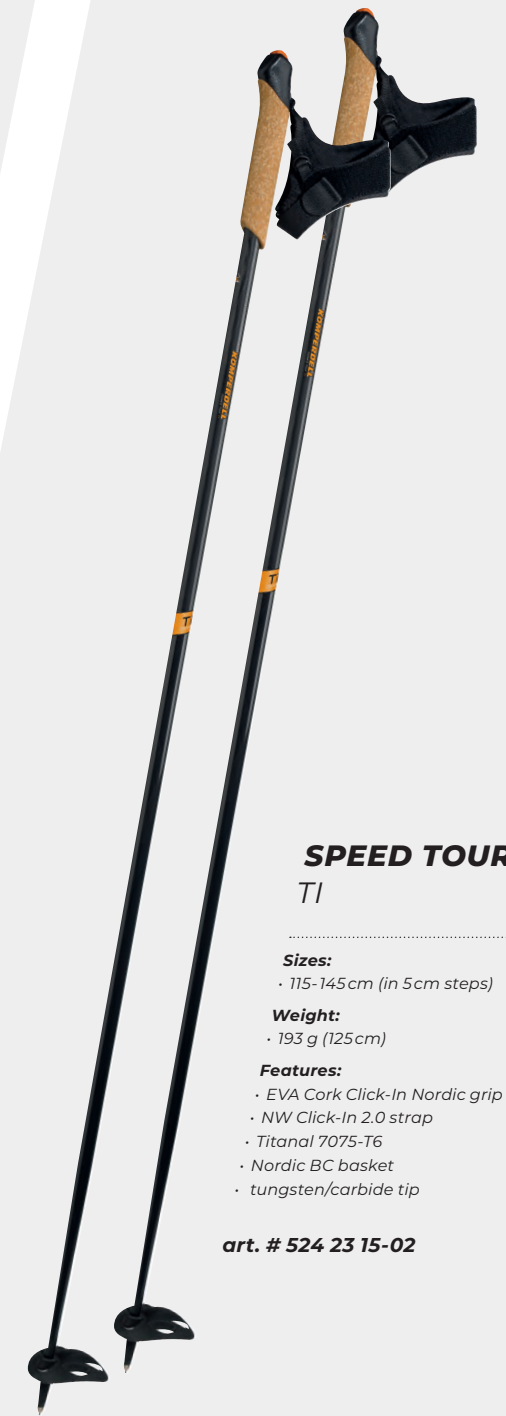 KOMPERDELL
KOMPERDELL
SPEED TOUR
TI
Sizes:
· 115-145cm (in 5cm steps)
Weight:
· 193 g (125cm)
Features:
· EVA Cork Click-In Nordic grip
· NW Click-In 2.0 strap
· Titanal 7075-T6
· Nordic BC basket
· tungsten/carbide tip
art. # 524 23 15-02